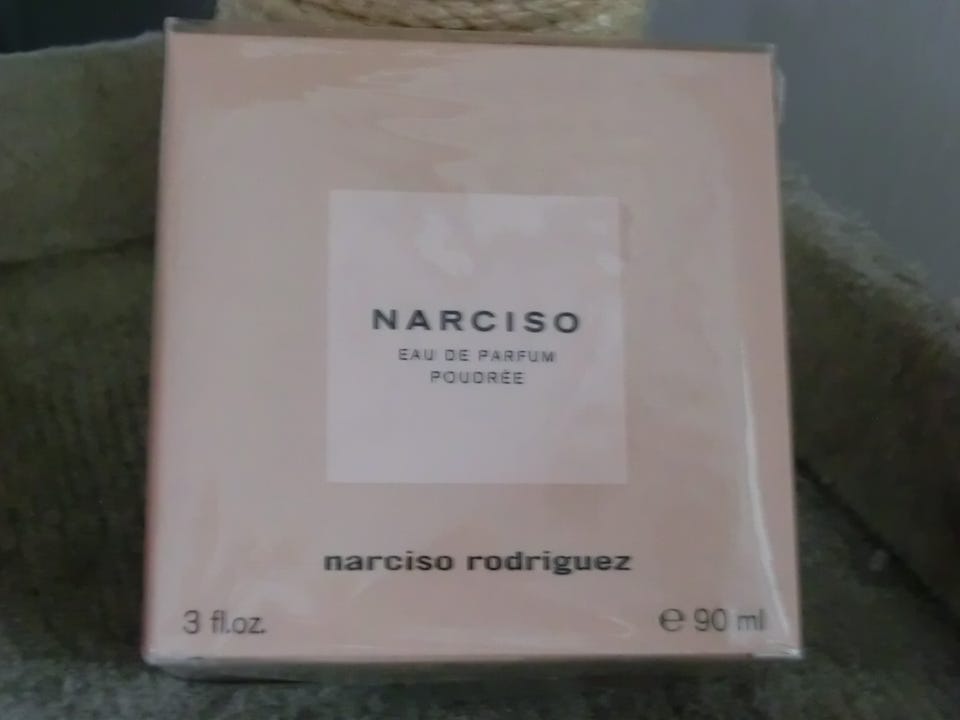 NARCISO
EAU DE PARFUM
POUDRÉE
narciso rodriguez
3 fl.oz.
℮ 90 ml